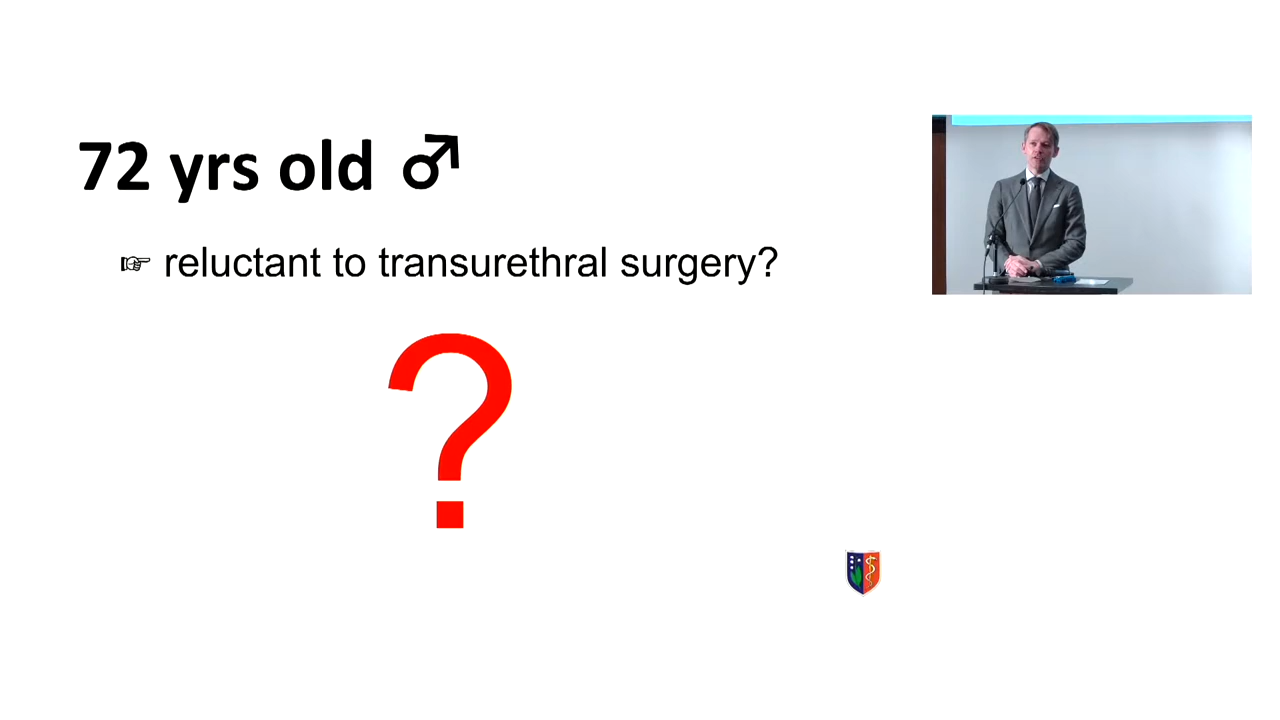 72 yrs old ♂
☞ reluctant to transurethral surgery?
?